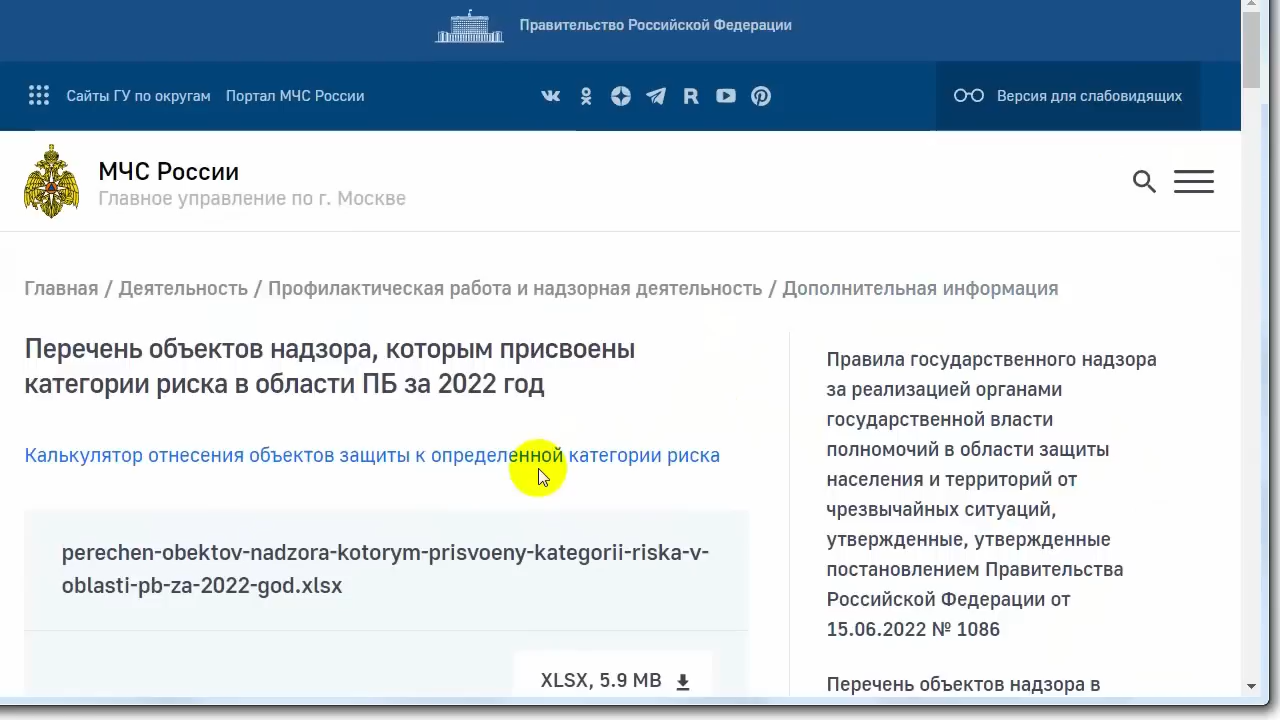 Правительство Российской Федерации
Сайты ГУ по округам Портал МЧС России
Версия для слабовидящих
МЧС России
Главное управление по г. Москве
Главная / Деятельность / Профилактическая работа и надзорная деятельность / Дополнительная информация
Перечень объектов надзора, которым присвоены
категории риска в области ПБ за 2022 год
Калькулятор отнесения объектов защиты к определенной категории риска
perechen-obektov-nadzora-kotorym-prisvoeny-kategorii-riska-v-
oblasti-pb-za-2022-god.xlsx
XLSX, 5.9 MB
Правила государственного надзора
за реализацией органами
государственной власти
полномочий в области защиты
населения и территорий от
чрезвычайных ситуаций,
утвержденные, утвержденные
постановлением Правительства
Российской Федерации от
15.06.2022 № 1086
Перечень объектов надзора в